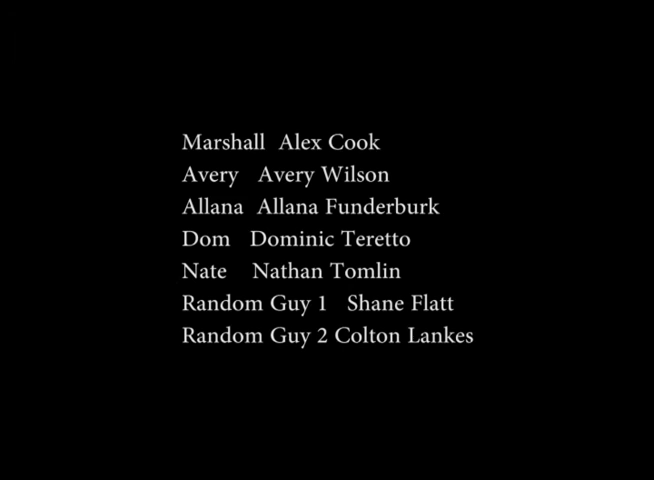 Marshall Alex Cook
Avery Avery Wilson
Allana Allana Funderburk
Dom Dominic Teretto
Nate Nathan Tomlin
Random Guy 1 Shane Flatt
Random Guy 2 Colton Lankes